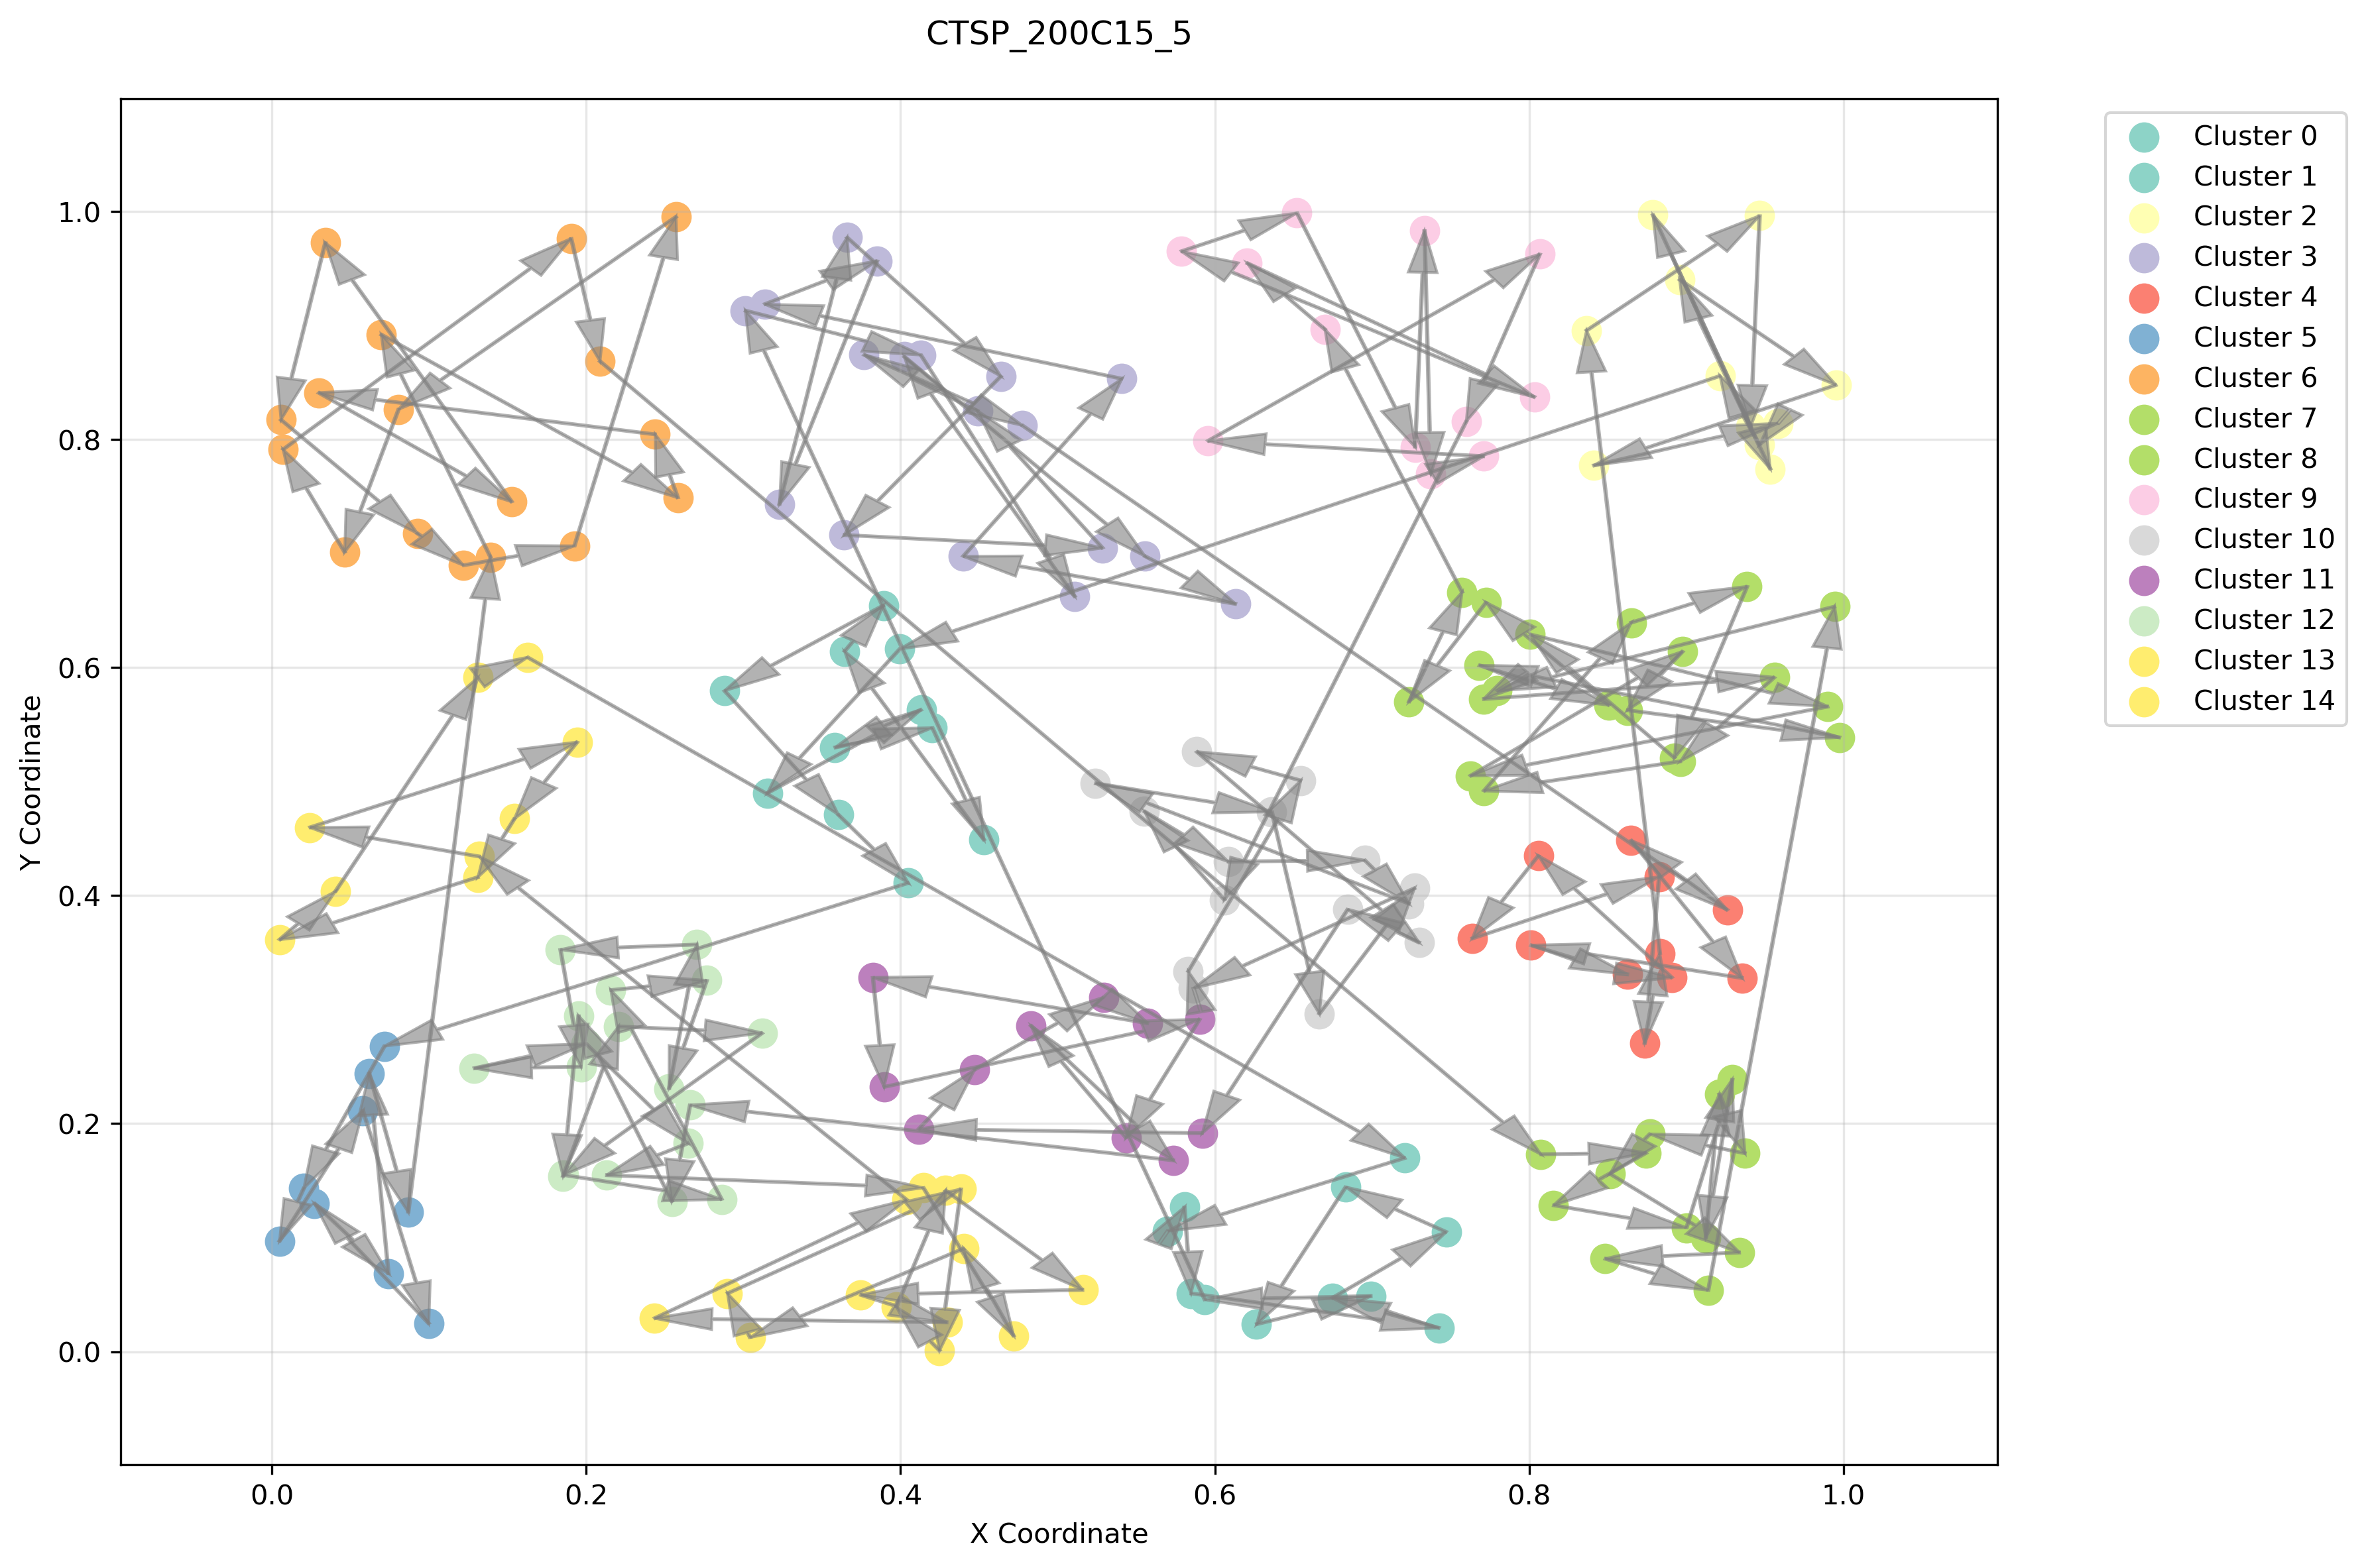 CTSP_200C15_5
Y Coordinate
1.0
0.8
0.6
0.4
0.2
0.0
0.0 0.2 0.4 0.6 0.8 1.0
X Coordinate
Cluster 0
Cluster 1
Cluster 2
Cluster 3
Cluster 4
Cluster 5
Cluster 6
Cluster 7
Cluster 8
Cluster 9
Cluster 10
Cluster 11
Cluster 12
Cluster 13
Cluster 14